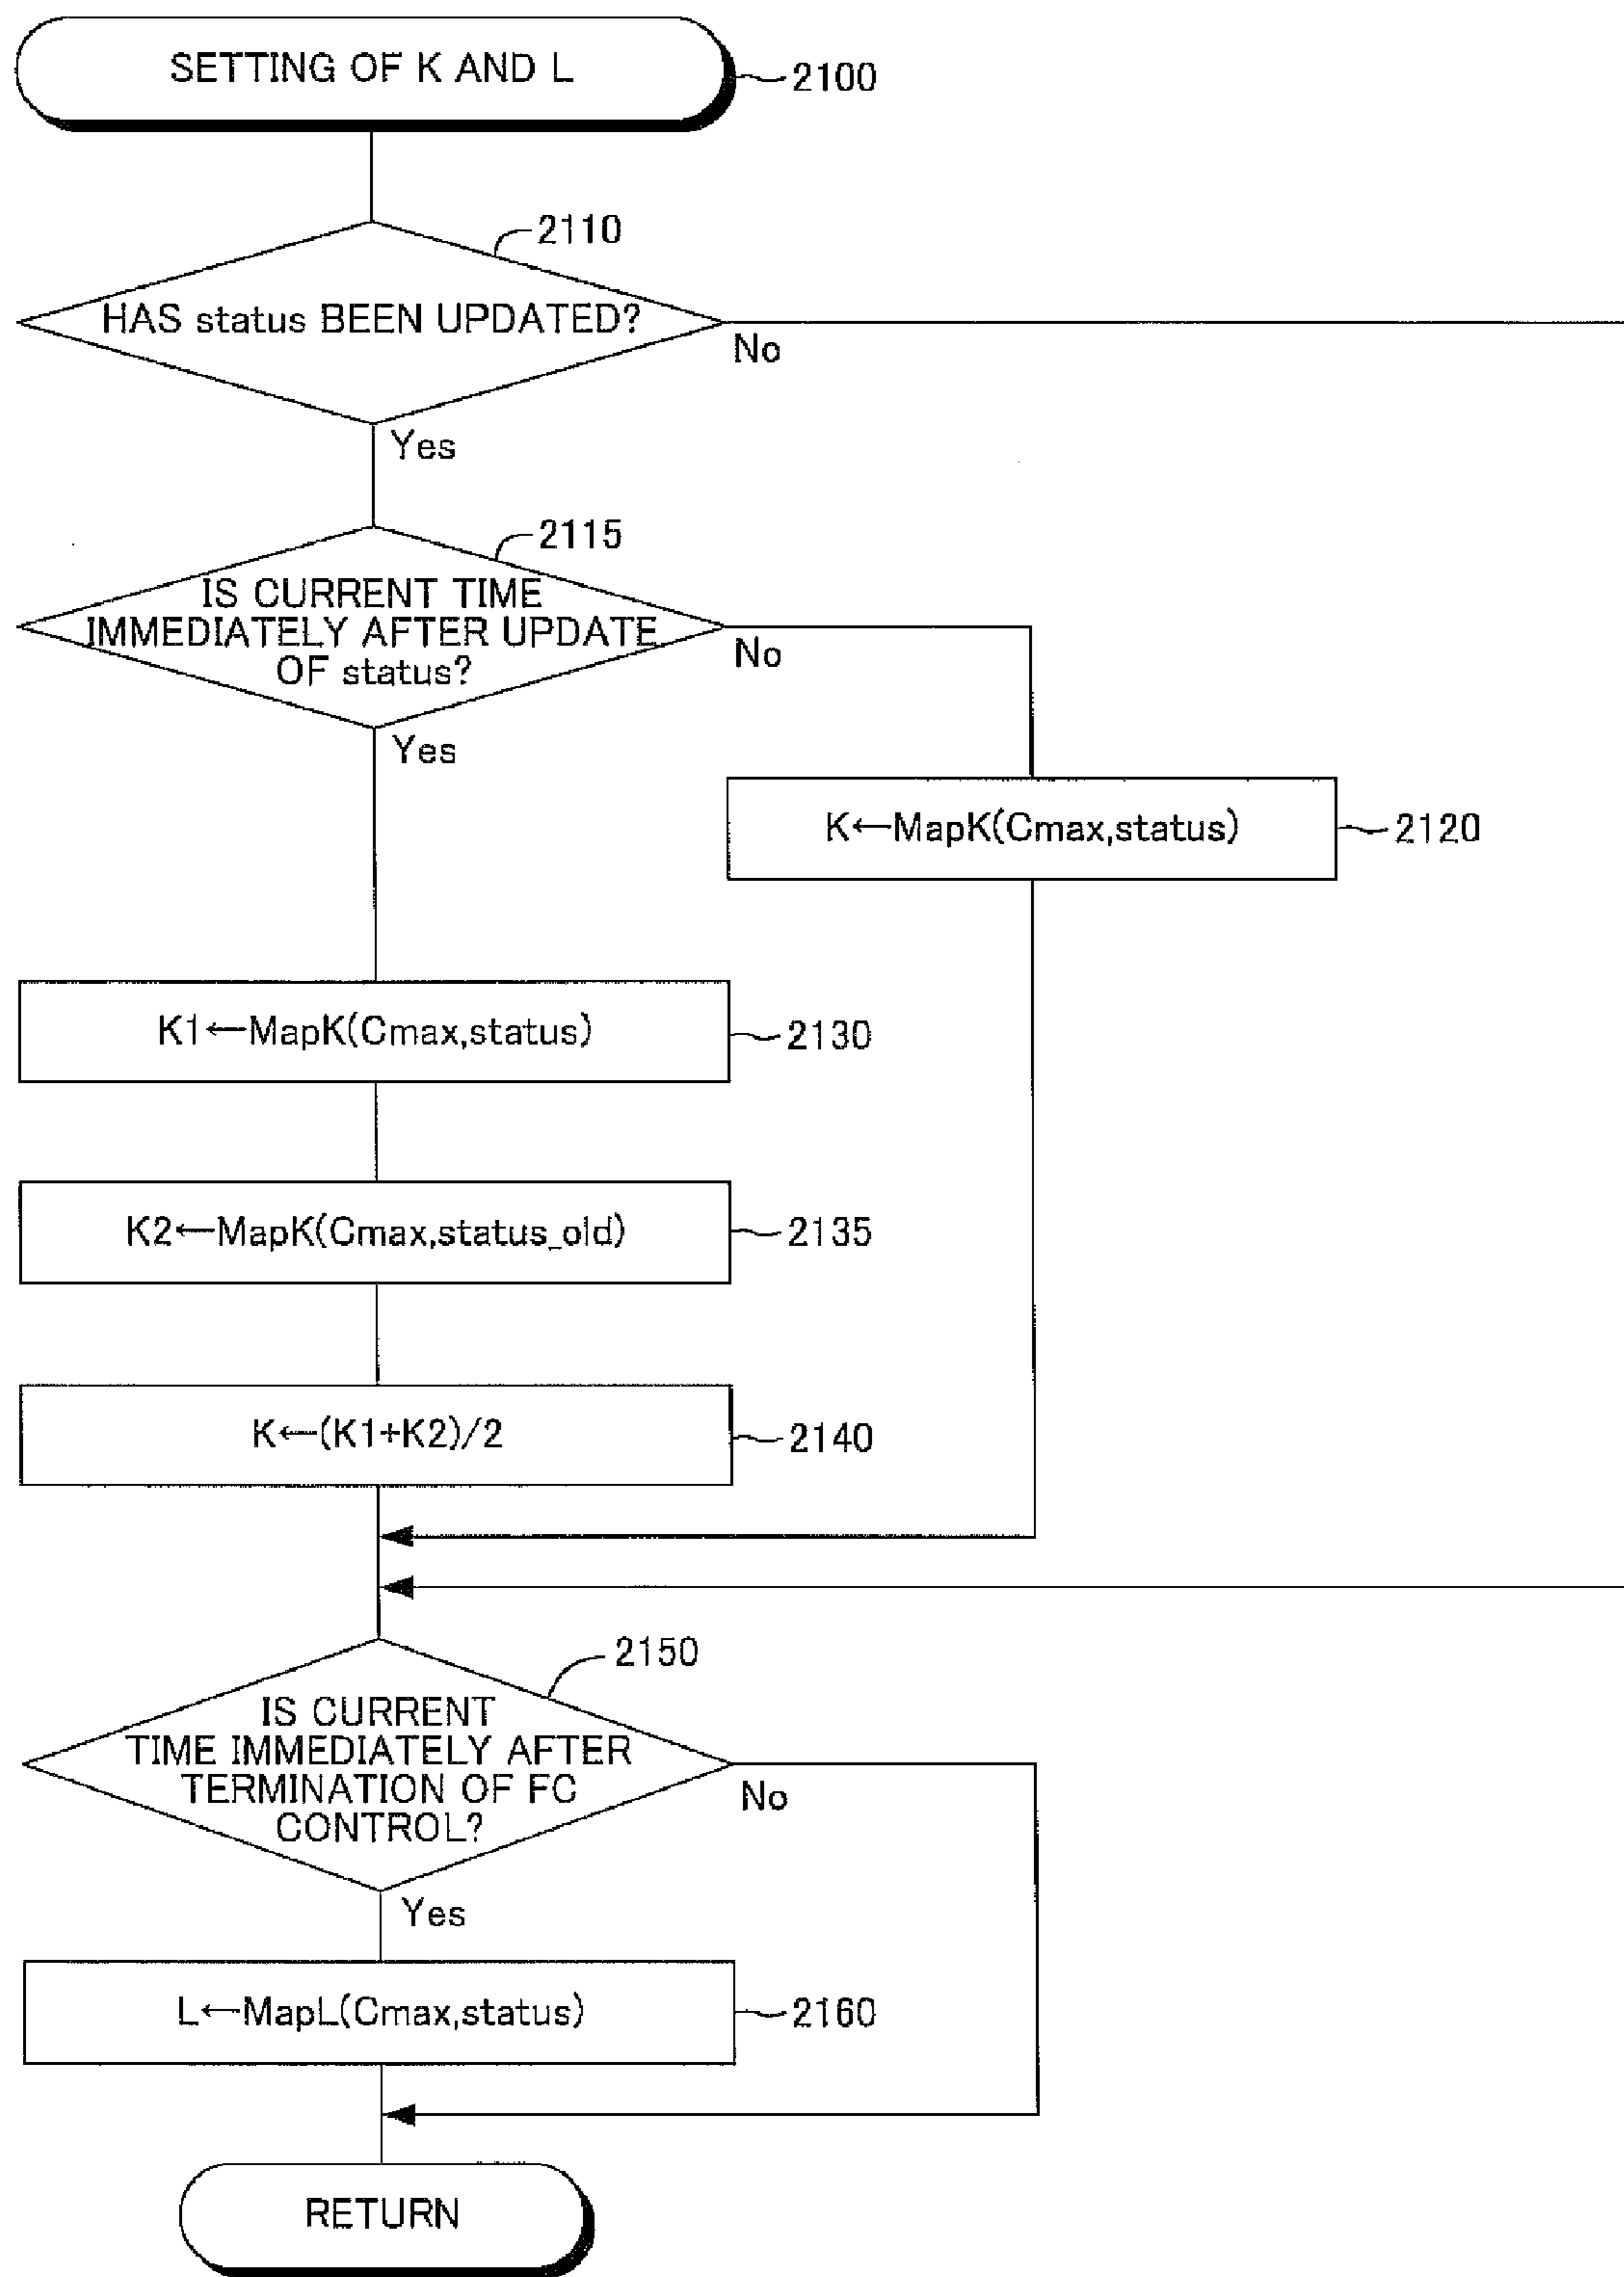 SETTING OF K AND L
2100
2110
HAS status BEEN UPDATED?
No
Yes
2115
IS CURRENT TIME
IMMEDIATELY AFTER UPDATE
OF status?
No
Yes
K←MapK(Cmax,status)
2120
K1←MapK(Cmax,status)
2130
K2←MapK(Cmax,status_old)
2135
K←(K1+K2)/2
2140
2150
IS CURRENT
TIME IMMEDIATELY AFTER
TERMINATION OF FC
CONTROL?
No
Yes
L←MapL(Cmax,status)
2160
RETURN